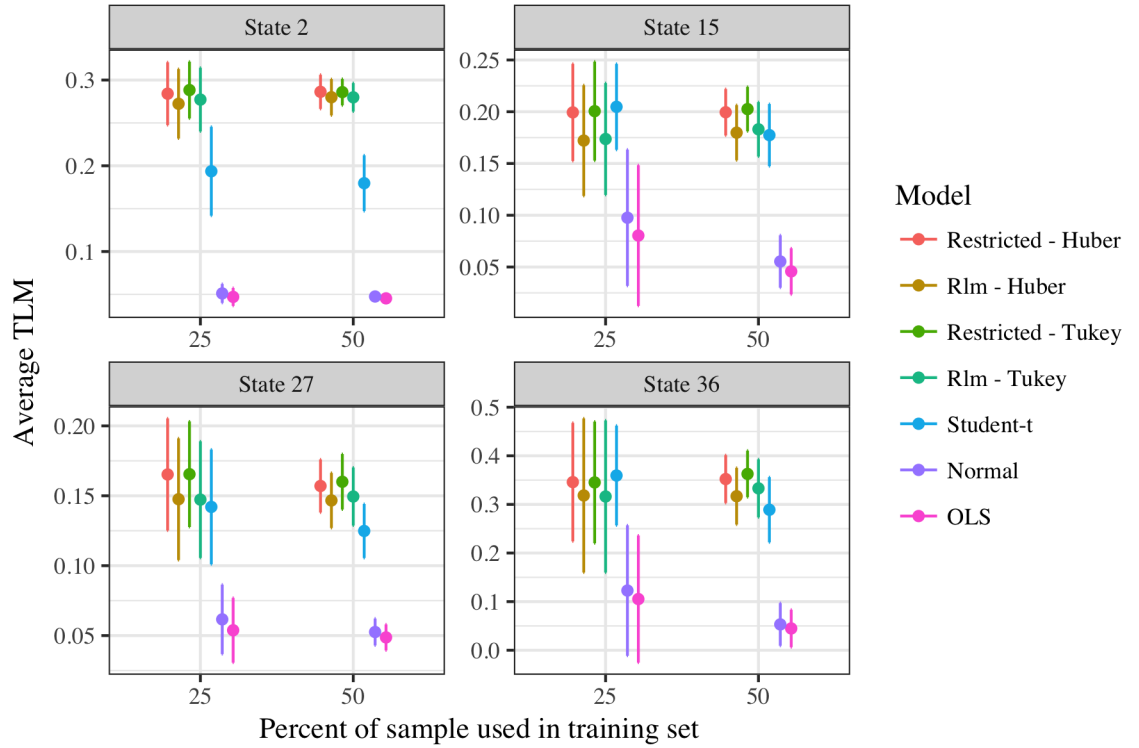 State 2
State 15
0.3
0.2
0.1
0.25
0.20
0.15
0.10
0.05
25
50
25
50
State 27
State 36
0.20
0.15
0.10
0.05
0.5
0.4
0.3
0.2
0.1
0.0
25
50
25
50
Average TLM
Percent of sample used in training set
Model
Restricted - Huber
Rlm - Huber
Restricted - Tukey
Rlm - Tukey
Student-t
Normal
OLS